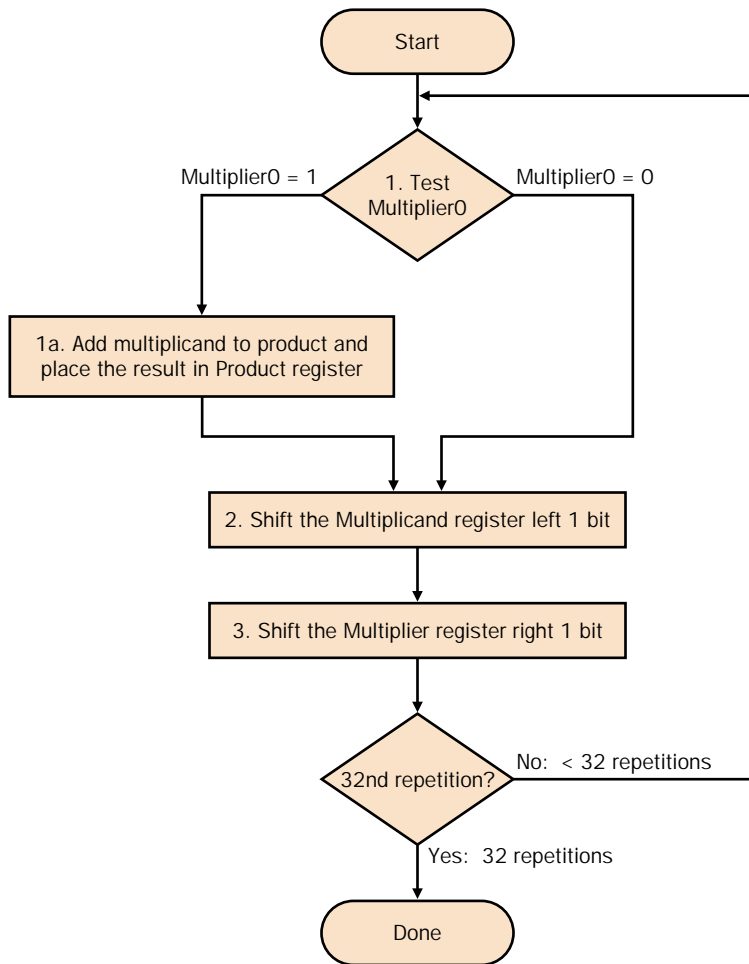 Start
Multiplier0 = 1
1. Test
Multiplier0
Multiplier0 = 0
1a. Add multiplicand to product and
place the result in Product register
2. Shift the Multiplicand register left 1 bit
3. Shift the Multiplier register right 1 bit
32nd repetition?
No: < 32 repetitions
Yes: 32 repetitions
Done